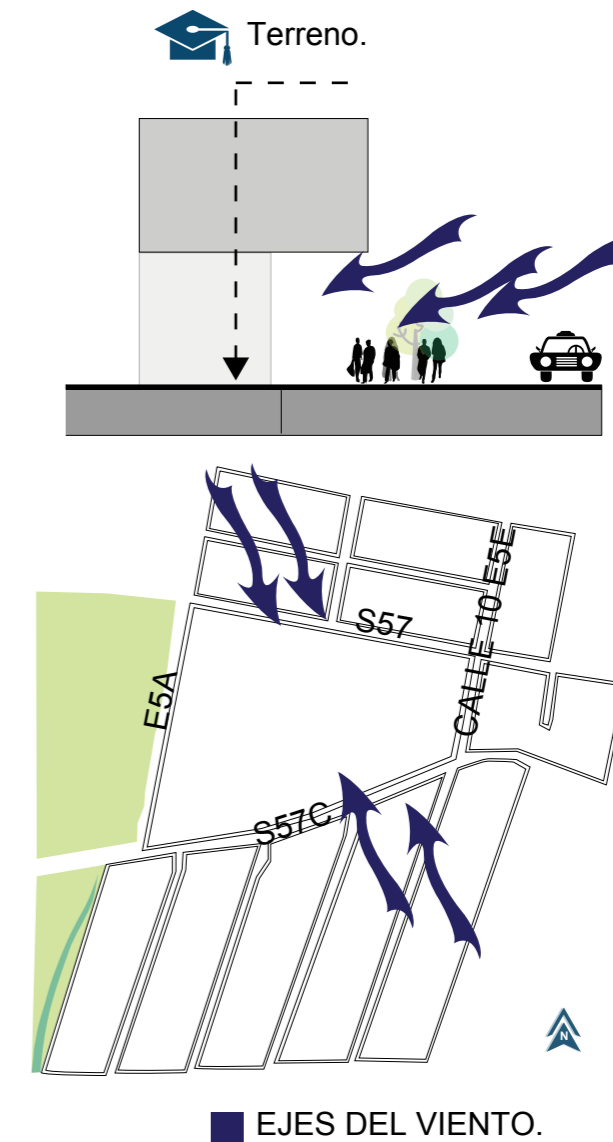 Terreno.
S57
CALLE 10 E5E
E5A
S57C
N
EJES DEL VIENTO.